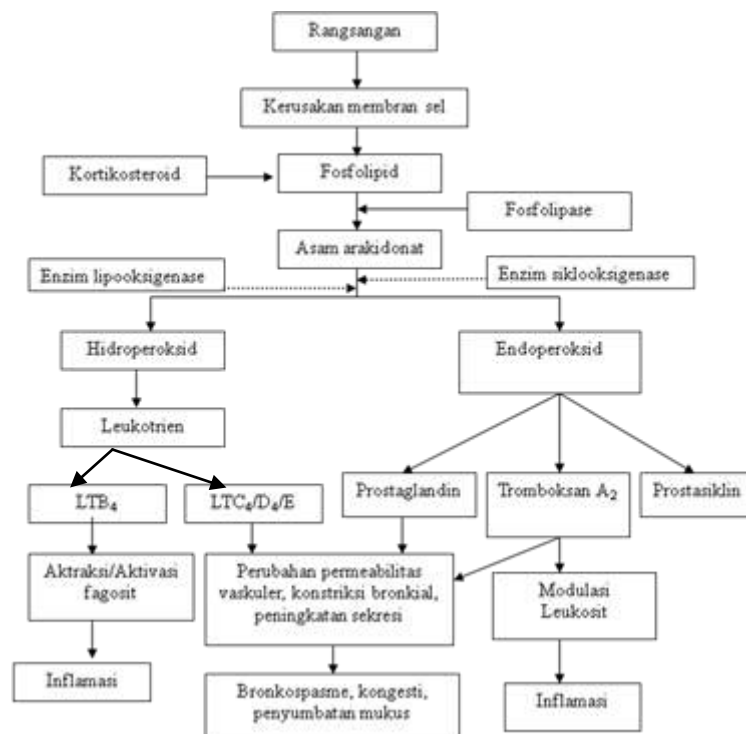 Rangsangan
Kerusakan membran sel
Kortikosteroid
Fosfolipid
Fosfolipase
Asam arakidonat
Enzim lipooksigenase
Enzim siklooksigenase
Hidroperoksid
Endoperoksid
Leukotrien
LTB₄
LTC₄/D₄/E
Prostaglandin
Tromboksan A₂
Prostasiklin
Aktraksi/Aktivasi
fagosit
Perubahan permeabilitas
vaskuler, konstriksi bronkial,
peningkatan sekresi
Modulasi
Leukosit
Inflamasi
Bronkospasme, kongesti,
penyumbatan mukus
Inflamasi